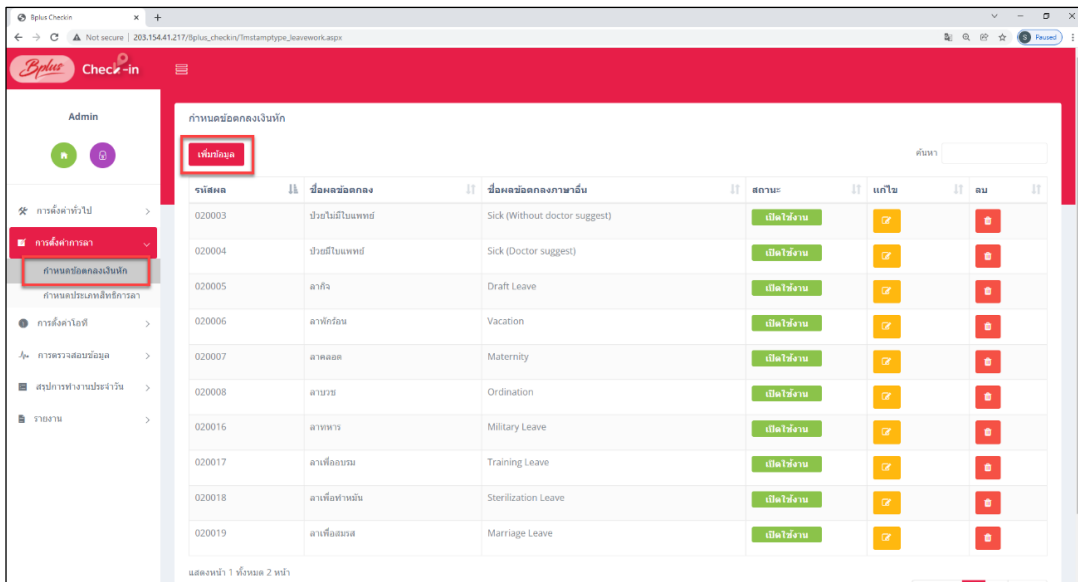 Bplus Checkin
Not secure | 203.154.41.217/Bplus_checkin/Tmstamptype_leavework.aspx
S Paused
Bplus Check-in
Admin
การตั้งค่าทั่วไป
การตั้งค่าการลา
กำหนดข้อตกลงเงินหัก
กำหนดประเภทสิทธิการลา
การตั้งค่าโอที
การตรวจสอบข้อมูล
สรุปการทำงานประจำวัน
รายงาน
กำหนดข้อตกลงเงินหัก
เพิ่มข้อมูล
ค้นหา
รหัสผล ชื่อผลข้อตกลง ชื่อผลข้อตกลงภาษาอื่น สถานะ แก้ไข ลบ
020003 ป่วยไม่มีใบแพทย์ Sick (Without doctor suggest) เปิดใช้งาน
020004 ป่วยมีใบแพทย์ Sick (Doctor suggest) เปิดใช้งาน
020005 ลากิจ Draft Leave เปิดใช้งาน
020006 ลาพักร้อน Vacation เปิดใช้งาน
020007 ลาคลอด Maternity เปิดใช้งาน
020008 ลาบวช Ordination เปิดใช้งาน
020016 ลาทหาร Military Leave เปิดใช้งาน
020017 ลาเพื่ออบรม Training Leave เปิดใช้งาน
020018 ลาเพื่อทำหมัน Sterilization Leave เปิดใช้งาน
020019 ลาเพื่อสมรส Marriage Leave เปิดใช้งาน
แสดงหน้า 1 ทั้งหมด 2 หน้า